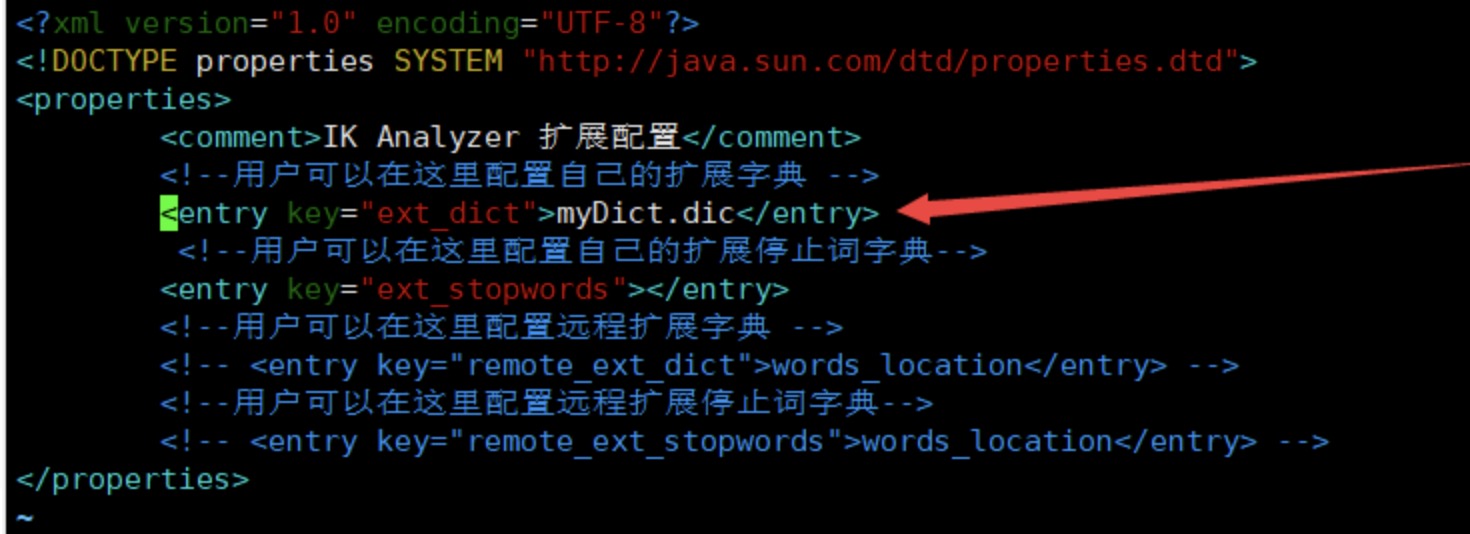 <?xml version="1.0" encoding="UTF-8"?>
<!DOCTYPE properties SYSTEM "http://java.sun.com/dtd/properties.dtd">
<properties>
        <comment>IK Analyzer 扩展配置</comment>
        <!--用户可以在这里配置自己的扩展字典 -->
        <entry key="ext_dict">myDict.dic</entry>
         <!--用户可以在这里配置自己的扩展停止词字典-->
        <entry key="ext_stopwords"></entry>
        <!--用户可以在这里配置远程扩展字典 -->
        <!-- <entry key="remote_ext_dict">words_location</entry> -->
        <!--用户可以在这里配置远程扩展停止词字典-->
        <!-- <entry key="remote_ext_stopwords">words_location</entry> -->
</properties>
~